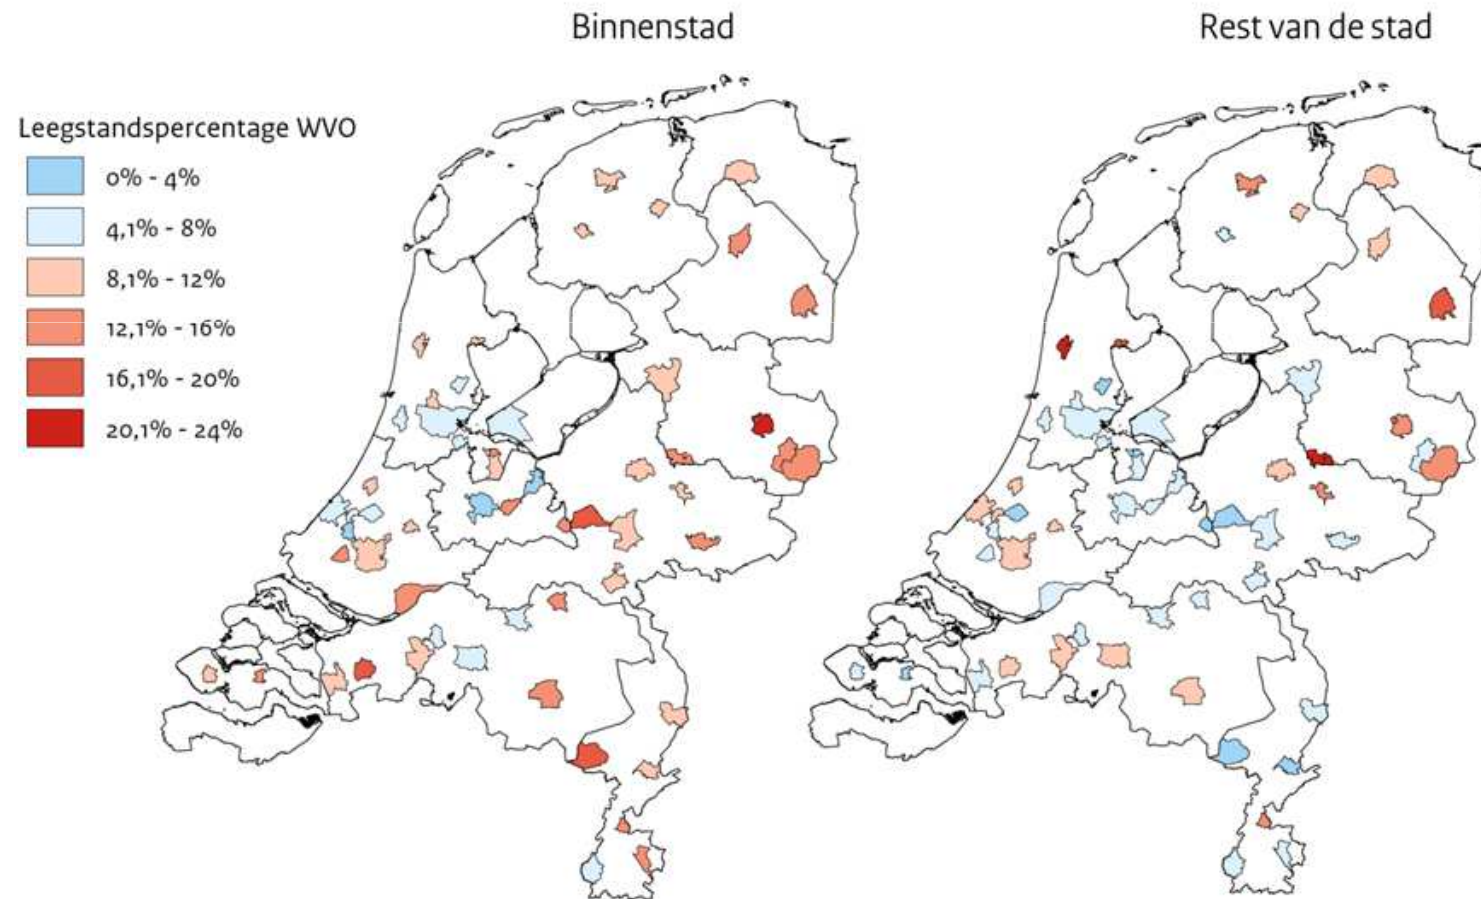 Binnenstad
Rest van de stad
Leegstandspercentage WVO
0% - 4%
4,1% - 8%
8,1% - 12%
12,1% - 16%
16,1% - 20%
20,1% - 24%